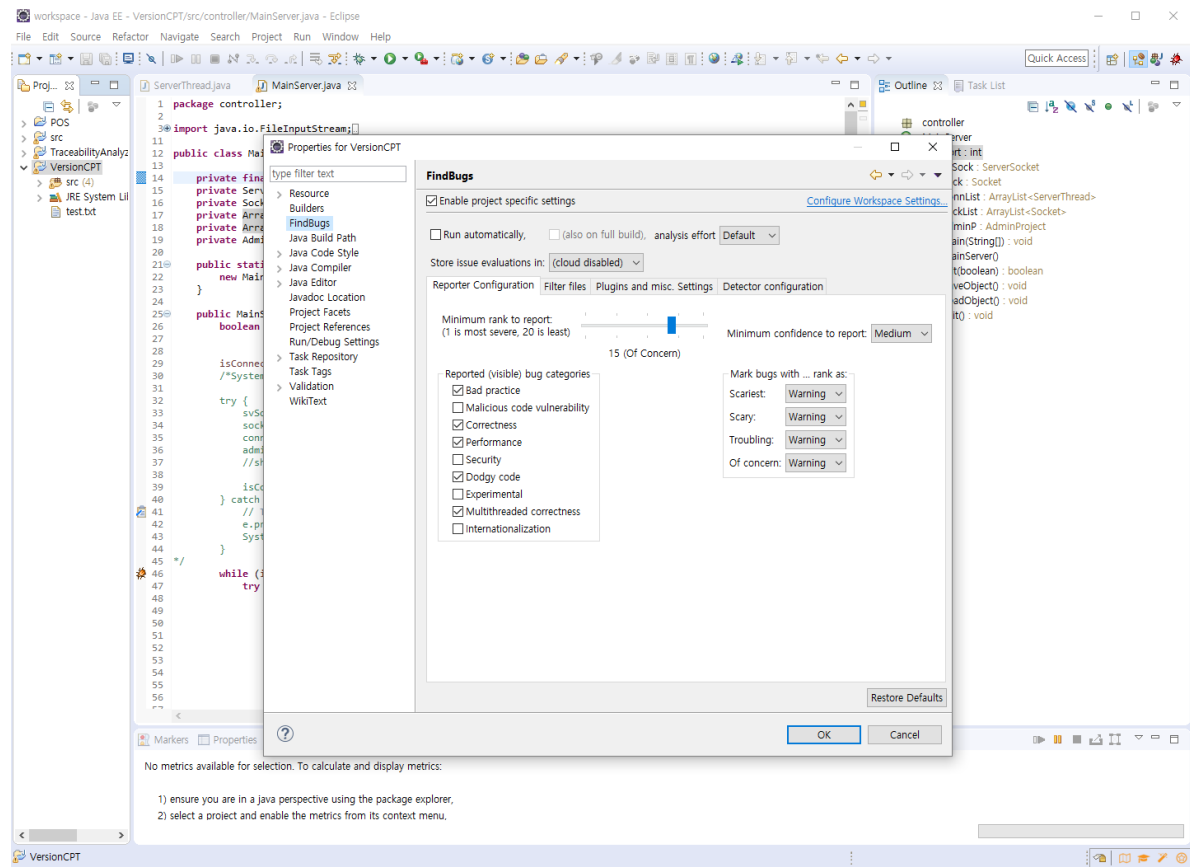 workspace - Java EE - VersionCPT/src/controller/MainServer.java - Eclipse
File Edit Source Refactor Navigate Search Project Run Window Help
Quick Access
Proj...
POS
src
TraceabilityAnalyz
VersionCPT
src (4)
JRE System Lil
test.txt
ServerThread.java MainServer.java
1 package controller;
2
3 import java.io.FileInputStream;
11
12 public class Mai
13
14 private fina
15 private Serv
16 private Sock
17 private Arra
18 private Arra
19 private Admi
20
21 public stati
22 new Main
23 }
24
25 public MainS
26 boolean
27
28
29 isConnec
30 /*System
31
32 try {
33 svSo
34 sock
35 conn
36 admi
37 //sh
38
39 isCo
40 } catch
41 // T
42 e.pr
43 Syst
44 }
45 */
46 while (i
47 try
48
49
50
51
52
53
54
55
56
57
Properties for VersionCPT
type filter text
Resource
Builders
FindBugs
Java Build Path
Java Code Style
Java Compiler
Java Editor
Javadoc Location
Project Facets
Project References
Run/Debug Settings
Task Repository
Task Tags
Validation
WikiText
FindBugs
Enable project specific settings Configure Workspace Settings...
Run automatically, (also on full build), analysis effort Default
Store issue evaluations in: (cloud disabled)
Reporter Configuration Filter files Plugins and misc. Settings Detector configuration
Minimum rank to report:
(1 is most severe, 20 is least)
15 (Of Concern)
Minimum confidence to report: Medium
Reported (visible) bug categories
Bad practice
Malicious code vulnerability
Correctness
Performance
Security
Dodgy code
Experimental
Multithreaded correctness
Internationalization
Mark bugs with ... rank as:
Scariest: Warning
Scary: Warning
Troubling: Warning
Of concern: Warning
Restore Defaults
OK Cancel
Outline Task List
controller
rt : int
Sock : ServerSocket
ck : Socket
nnList : ArrayList<ServerThread>
ckList : ArrayList<Socket>
minP : AdminProject
ain(String[]) : void
ainServer()
t(boolean) : boolean
veObject() : void
adObject() : void
it() : void
Markers Properties
No metrics available for selection. To calculate and display metrics:
1) ensure you are in a java perspective using the package explorer,
2) select a project and enable the metrics from its context menu,
VersionCPT